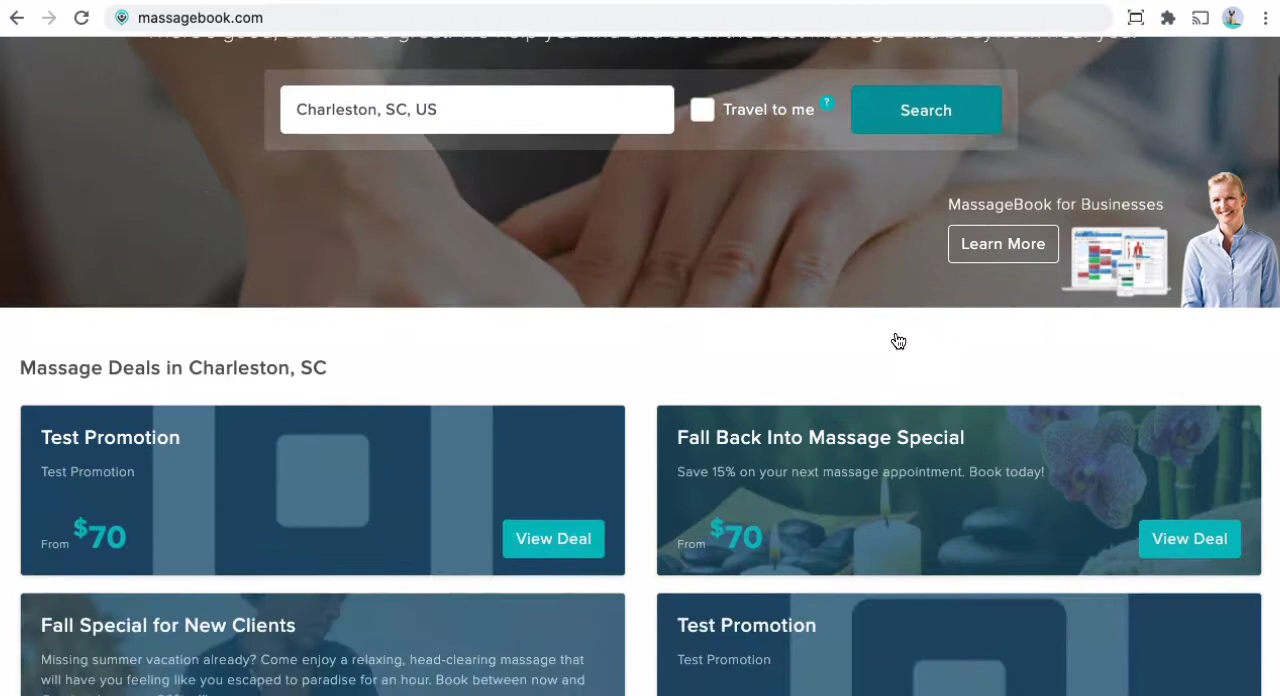 massagebook.com
Charleston, SC, US
Travel to me ?
Search
MassageBook for Businesses
Learn More
Massage Deals in Charleston, SC
Test Promotion
Test Promotion
From $70
View Deal
Fall Back Into Massage Special
Save 15% on your next massage appointment. Book today!
From $70
View Deal
Fall Special for New Clients
Missing summer vacation already? Come enjoy a relaxing, head-clearing massage that
will have you feeling like you escaped to paradise for an hour. Book between now and
Test Promotion
Test Promotion